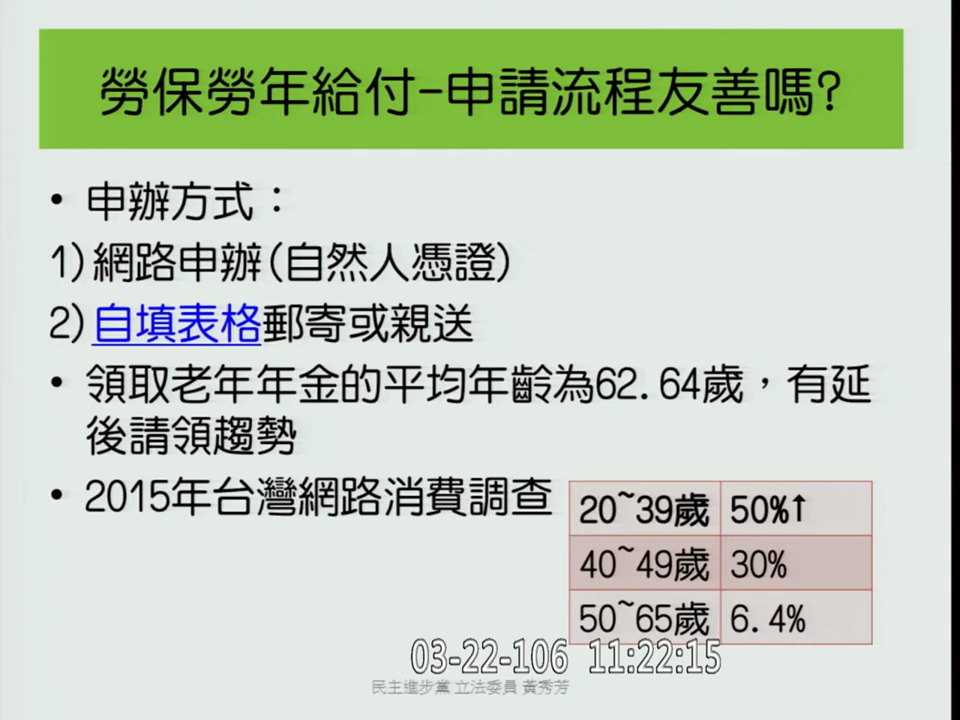 勞保勞年給付-申請流程友善嗎?
• 申辦方式：
1)網路申辦(自然人憑證)
2)自填表格郵寄或親送
• 領取老年年金的平均年齡為62.64歲，有延
後請領趨勢
• 2015年台灣網路消費調查
20~39歲 50%↑
40~49歲 30%
50~65歲 6.4%
03-22-106 11:22:15
民主進步黨 立法委員 黃秀芳